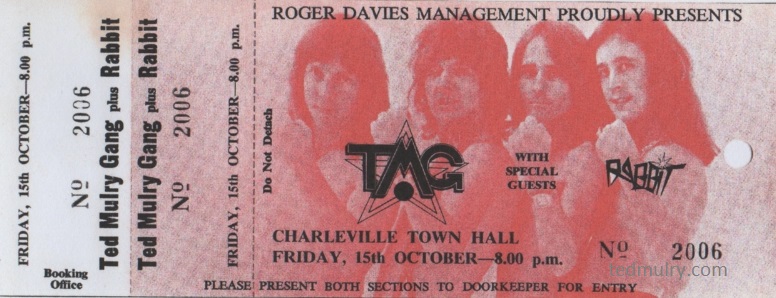 FRIDAY, 15th OCTOBER—8.00 p.m.
Nº 2006
Ted Mulry Gang plus Rabbit
Booking
Office
Ted Mulry Gang plus Rabbit
Nº 2006
FRIDAY, 15th OCTOBER—8.00 p.m.
Do Not Detach
ROGER DAVIES MANAGEMENT PROUDLY PRESENTS
TMG
WITH
SPECIAL
GUESTS
RABBIT
CHARLEVILLE TOWN HALL
FRIDAY, 15th OCTOBER—8.00 p.m.
Nº 2006
tedmulry.com
PLEASE PRESENT BOTH SECTIONS TO DOORKEEPER FOR ENTRY